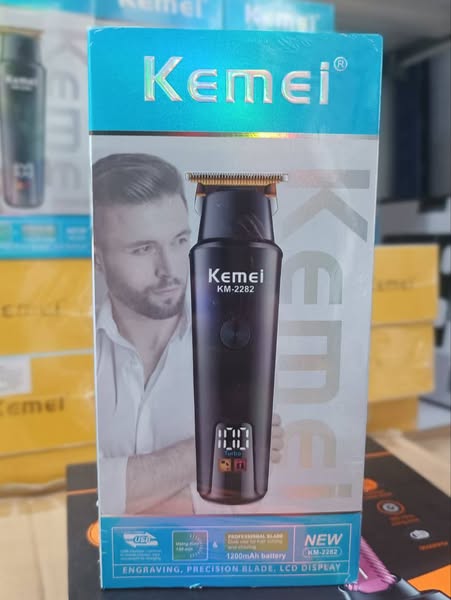 Kemei®
Kemei
Kemei
KM-2282
100
Turbo
USB
&
PROFESSIONAL BLADE
1200mAh battery
NEW
KM-2282
ENGRAVING, PRECISION BLADE, LCD DISPLAY
Kemei